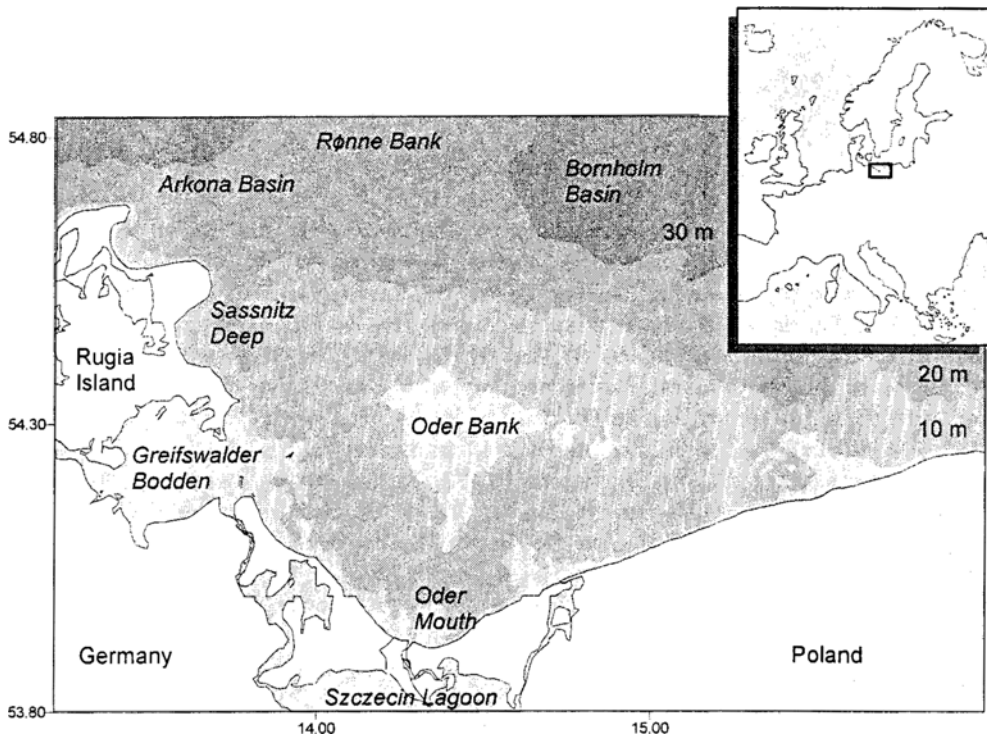 54.80
Rønne Bank
Arkona Basin
Bornholm
Basin
30 m
Sassnitz
Deep
Rugia
Island
20 m
54.30
Oder Bank
10 m
Greifswalder
Bodden
Oder
Mouth
Germany
Poland
Szczecin Lagoon
53.80
14.00
15.00